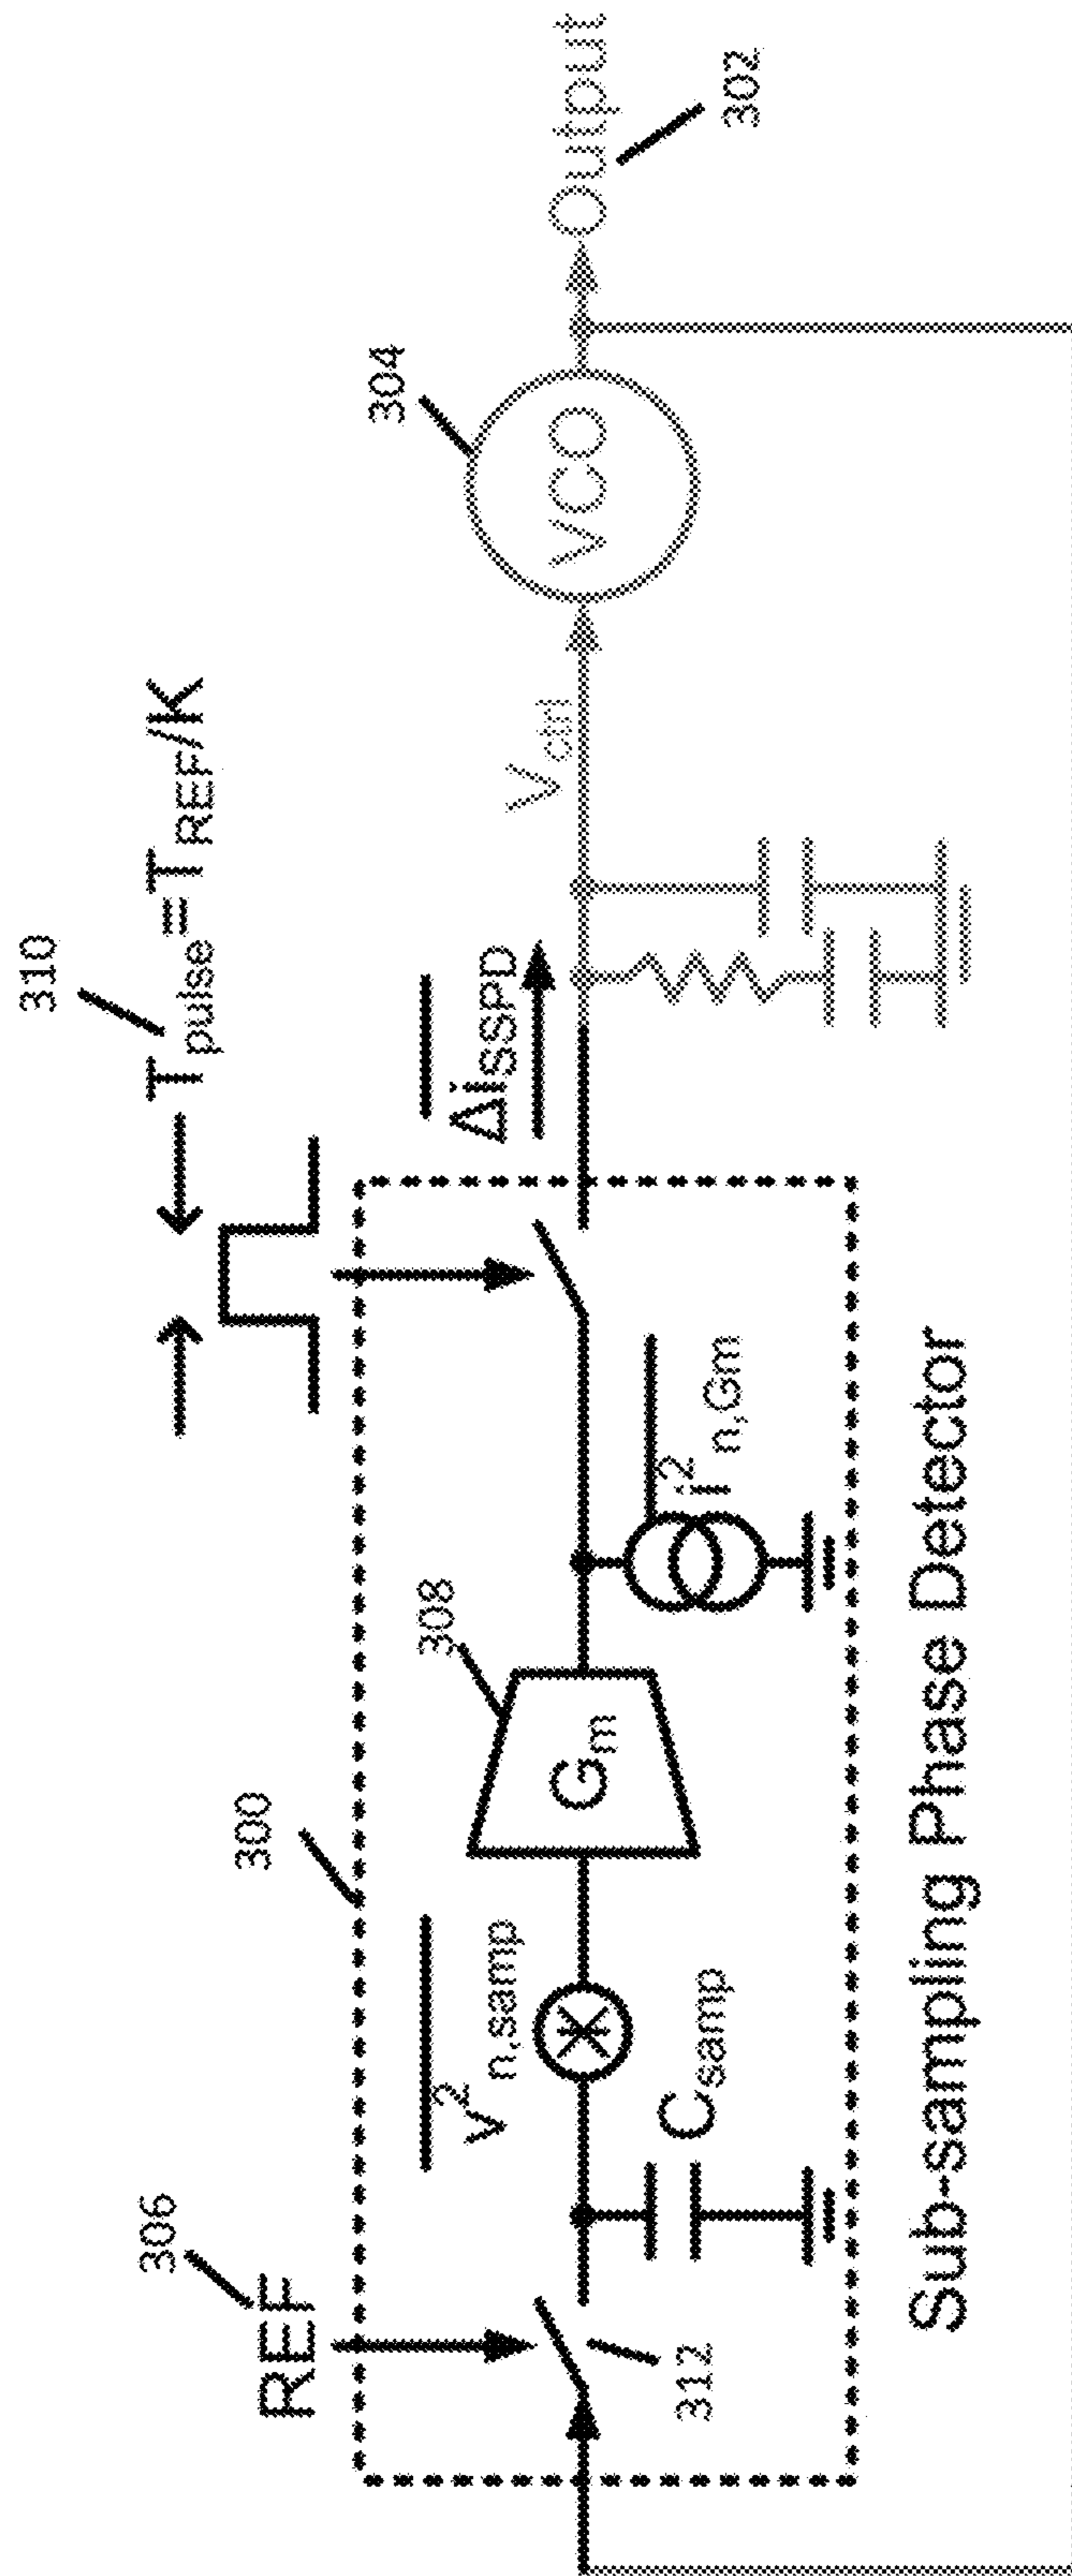 310
T_pulse=T_REF/K
306
REF
300
308
304
302
v²_n,samp
G_m
Δi_SSPD
V_ctrl
VCO
Output
312
C_samp
i²_n,Gm
Sub-sampling Phase Detector